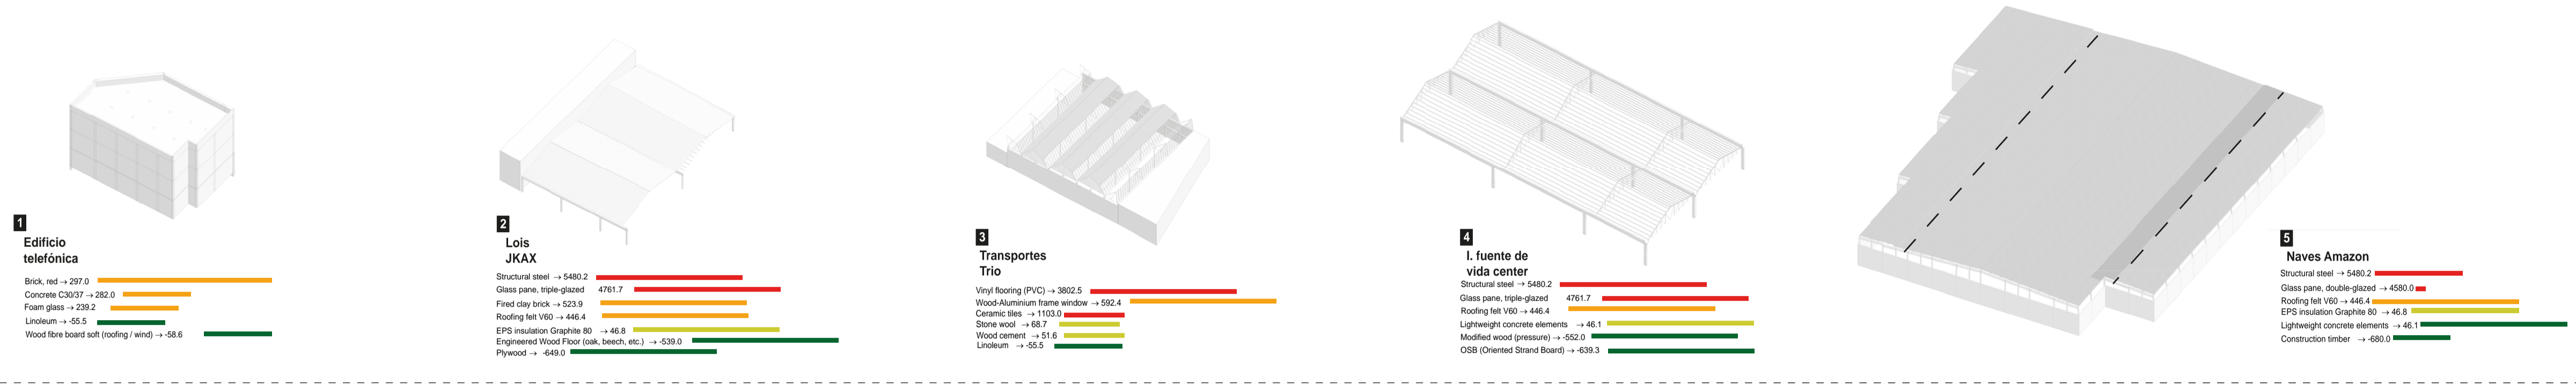 1
Edificio
telefónica
Brick, red → 297.0
Concrete C30/37 → 282.0
Foam glass → 239.2
Linoleum → -55.5
Wood fibre board soft (roofing / wind) → -58.6
2
Lois
JKAX
Structural steel → 5480.2
Glass pane, triple-glazed 4761.7
Fired clay brick → 523.9
Roofing felt V60 → 446.4
EPS insulation Graphite 80 → 46.8
Engineered Wood Floor (oak, beech, etc.) → -539.0
Plywood → -649.0
3
Transportes
Trio
Vinyl flooring (PVC) → 3802.5
Wood-Aluminium frame window → 592.4
Ceramic tiles → 1103.0
Stone wool → 68.7
Wood cement → 51.6
Linoleum → -55.5
4
I. fuente de
vida center
Structural steel → 5480.2
Glass pane, triple-glazed 4761.7
Roofing felt V60 → 446.4
Lightweight concrete elements → 46.1
Modified wood (pressure) → -552.0
OSB (Oriented Strand Board) → -639.3
5
Naves Amazon
Structural steel → 5480.2
Glass pane, double-glazed → 4580.0
Roofing felt V60 → 446.4
EPS insulation Graphite 80 → 46.8
Lightweight concrete elements → 46.1
Construction timber → -680.0